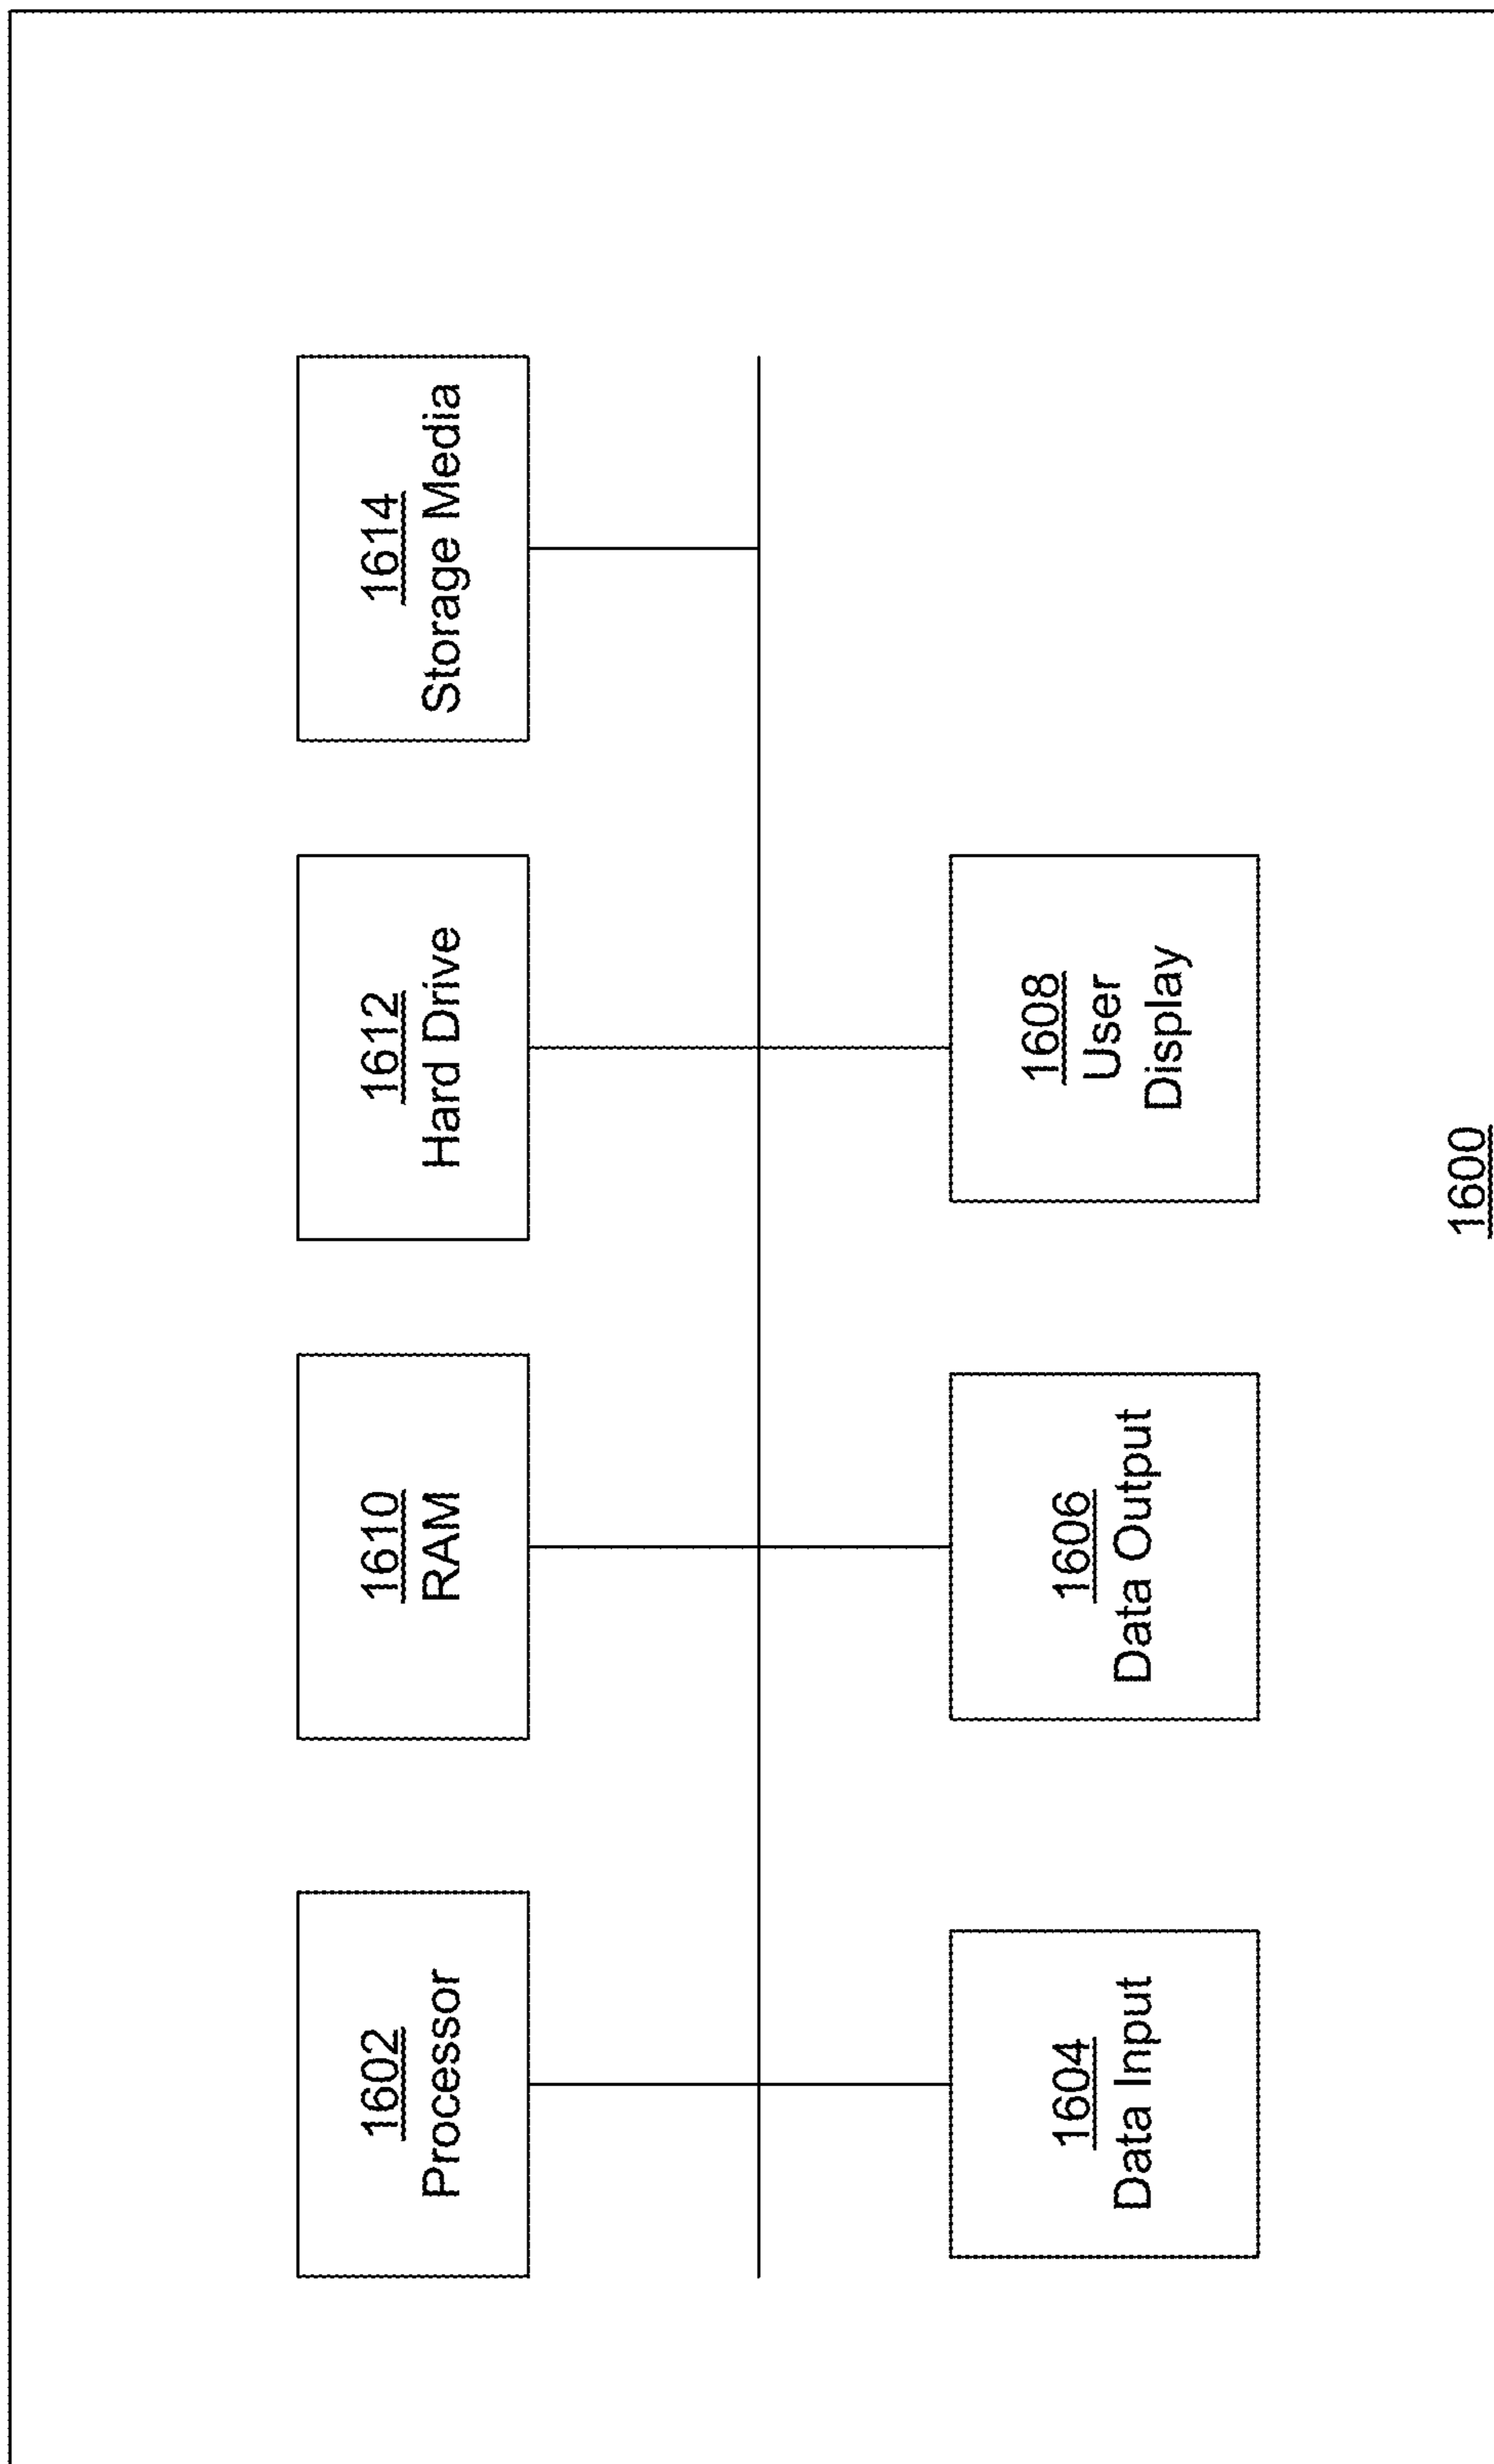 1602
Processor
1610
RAM
1612
Hard Drive
1614
Storage Media
1604
Data Input
1606
Data Output
1608
User
Display
1600